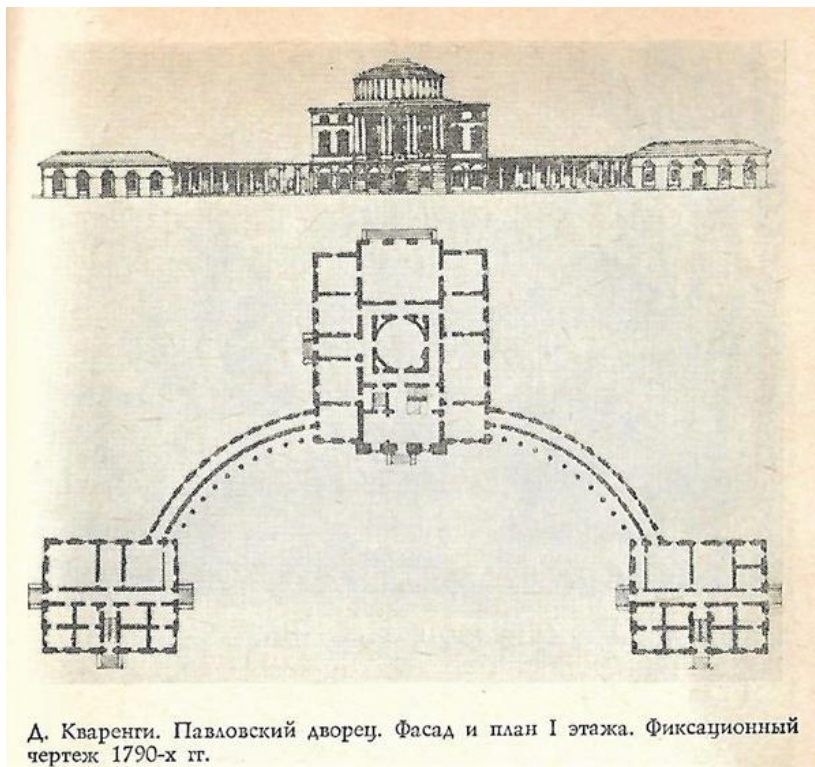 Д. Кваренги. Павловский дворец. Фасад и план I этажа. Фиксационный
чертеж 1790-х гг.